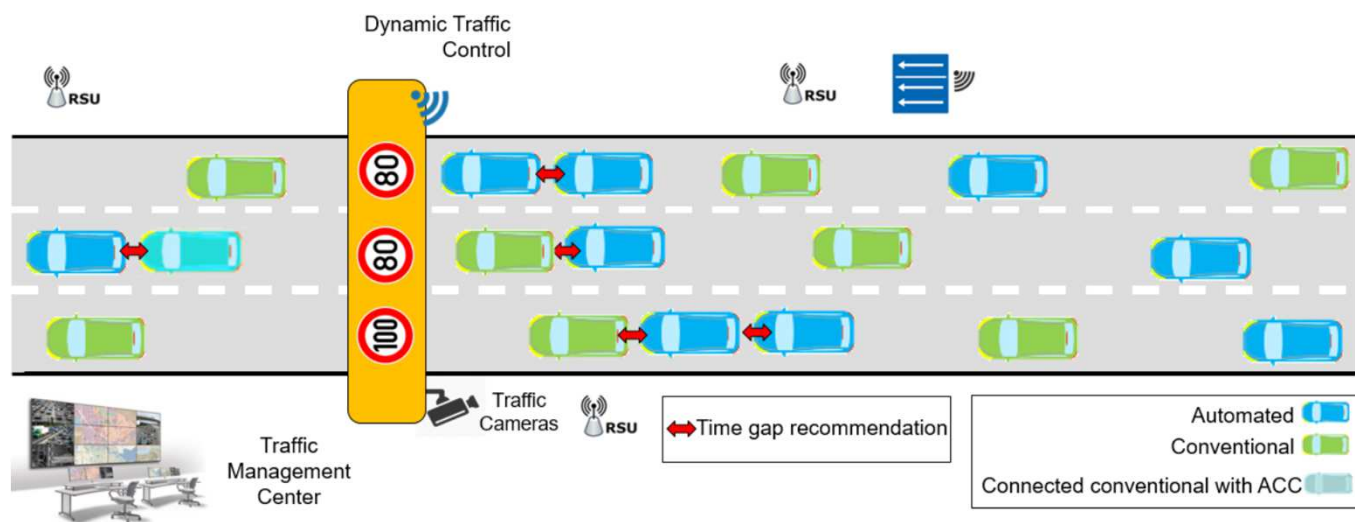 Dynamic Traffic
Control
RSU
RSU
80
80
100
Traffic
Cameras
RSU
Time gap recommendation
Traffic
Management
Center
Automated
Conventional
Connected conventional with ACC